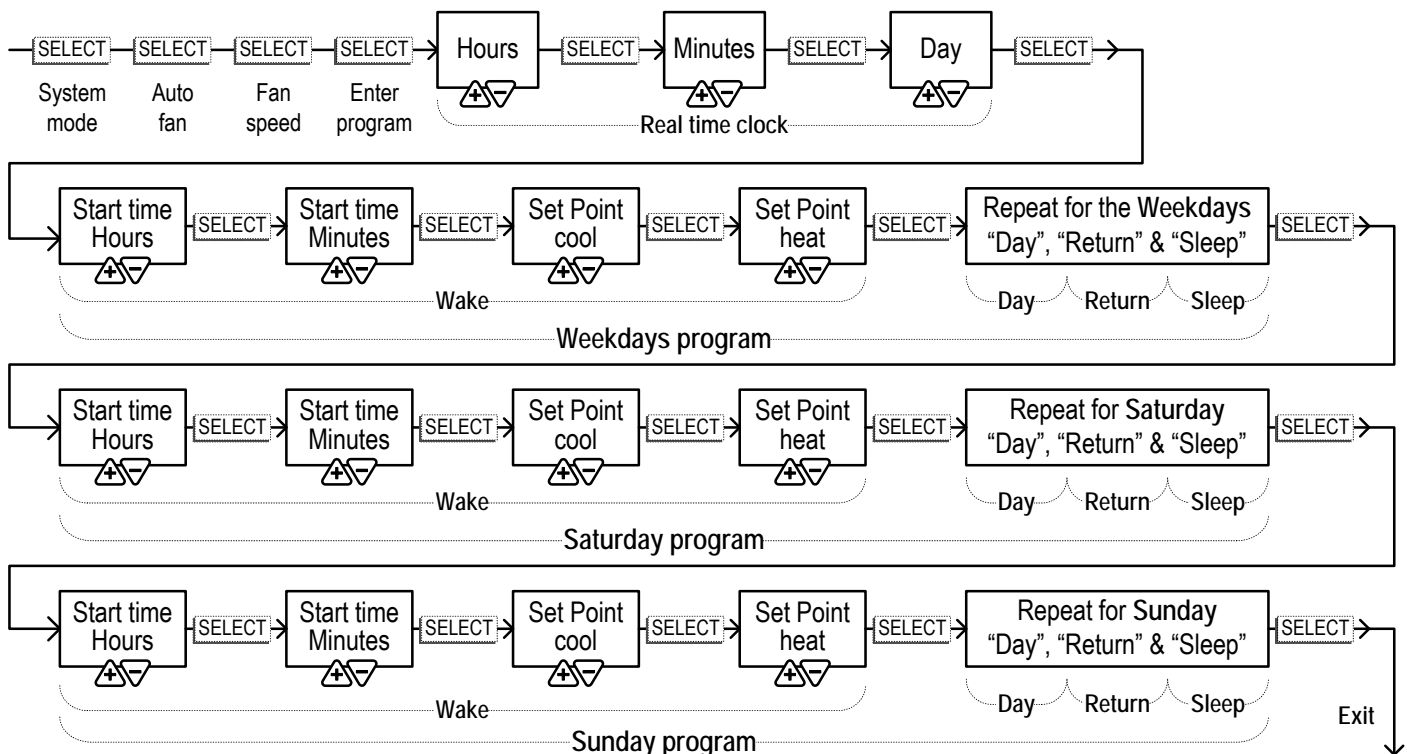 SELECT SELECT SELECT SELECT Hours SELECT Minutes SELECT Day SELECT
System mode
Auto fan
Fan speed
Enter program
+ − + − + −
Real time clock
Start time Hours SELECT Start time Minutes SELECT Set Point cool SELECT Set Point heat SELECT Repeat for the Weekdays “Day”, “Return” & “Sleep” SELECT
+ − + − + − + −
Wake Day Return Sleep
Weekdays program
Start time Hours SELECT Start time Minutes SELECT Set Point cool SELECT Set Point heat SELECT Repeat for Saturday “Day”, “Return” & “Sleep” SELECT
+ − + − + − + −
Wake Day Return Sleep
Saturday program
Start time Hours SELECT Start time Minutes SELECT Set Point cool SELECT Set Point heat SELECT Repeat for Sunday “Day”, “Return” & “Sleep” SELECT
+ − + − + − + −
Wake Day Return Sleep Exit
Sunday program